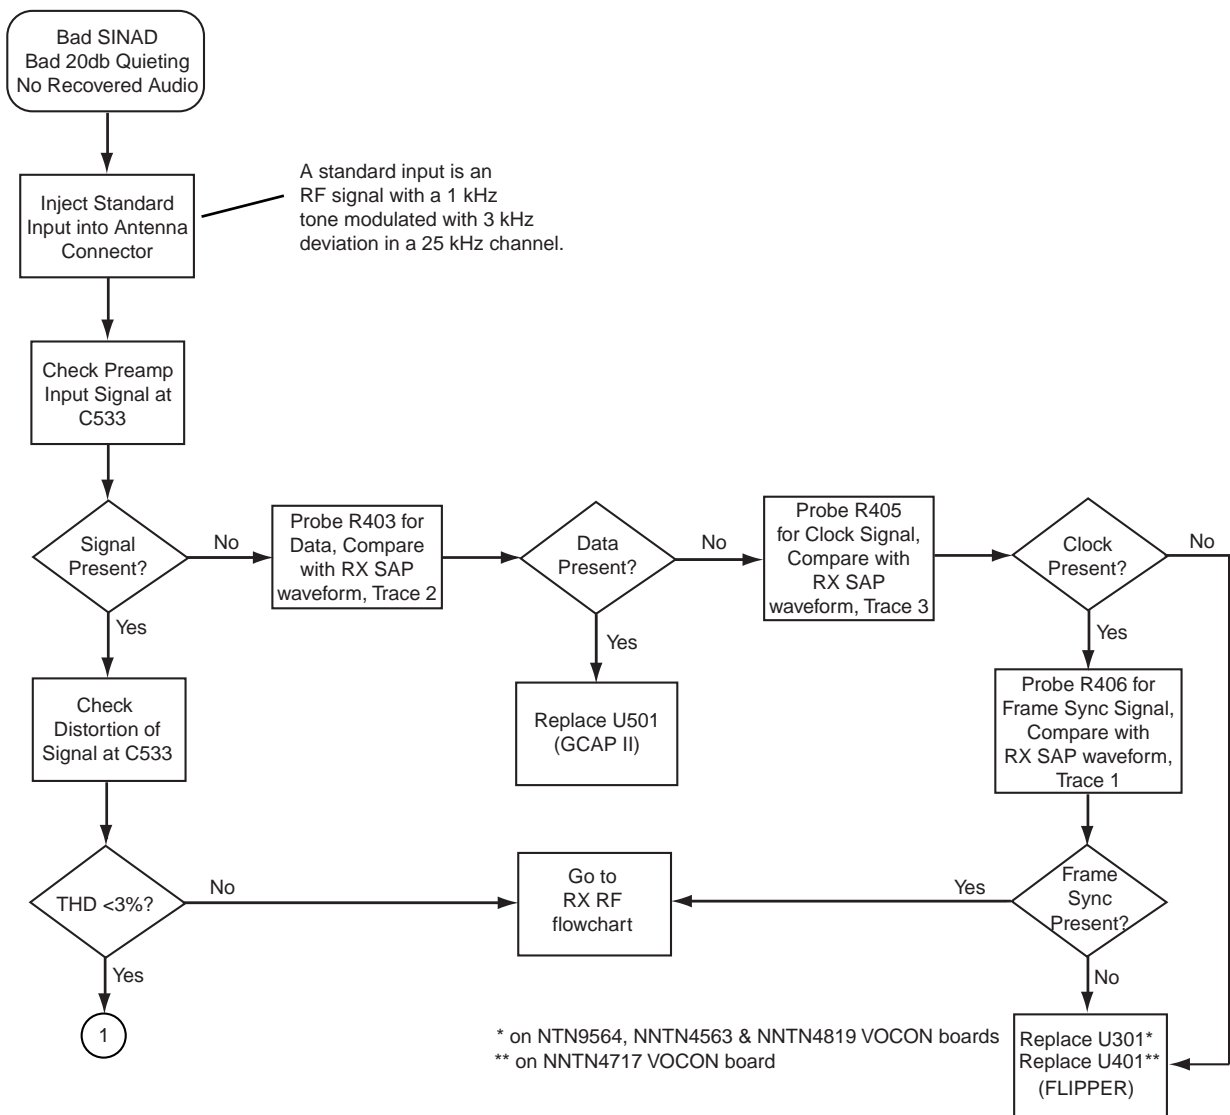 Bad SINAD
Bad 20db Quieting
No Recovered Audio
Inject Standard
Input into Antenna
Connector
A standard input is an
RF signal with a 1 kHz
tone modulated with 3 kHz
deviation in a 25 kHz channel.
Check Preamp
Input Signal at
C533
Signal
Present?
No
Probe R403 for
Data, Compare
with RX SAP
waveform, Trace 2
Data
Present?
No
Probe R405
for Clock Signal,
Compare with
RX SAP
waveform, Trace 3
Clock
Present?
No
Yes
Yes
Yes
Check
Distortion of
Signal at C533
Replace U501
(GCAP II)
Probe R406 for
Frame Sync Signal,
Compare with
RX SAP waveform,
Trace 1
THD <3%?
No
Go to
RX RF
flowchart
Yes
Frame
Sync
Present?
Yes
No
1
* on NTN9564, NNTN4563 & NNTN4819 VOCON boards
** on NNTN4717 VOCON board
Replace U301*
Replace U401**
(FLIPPER)